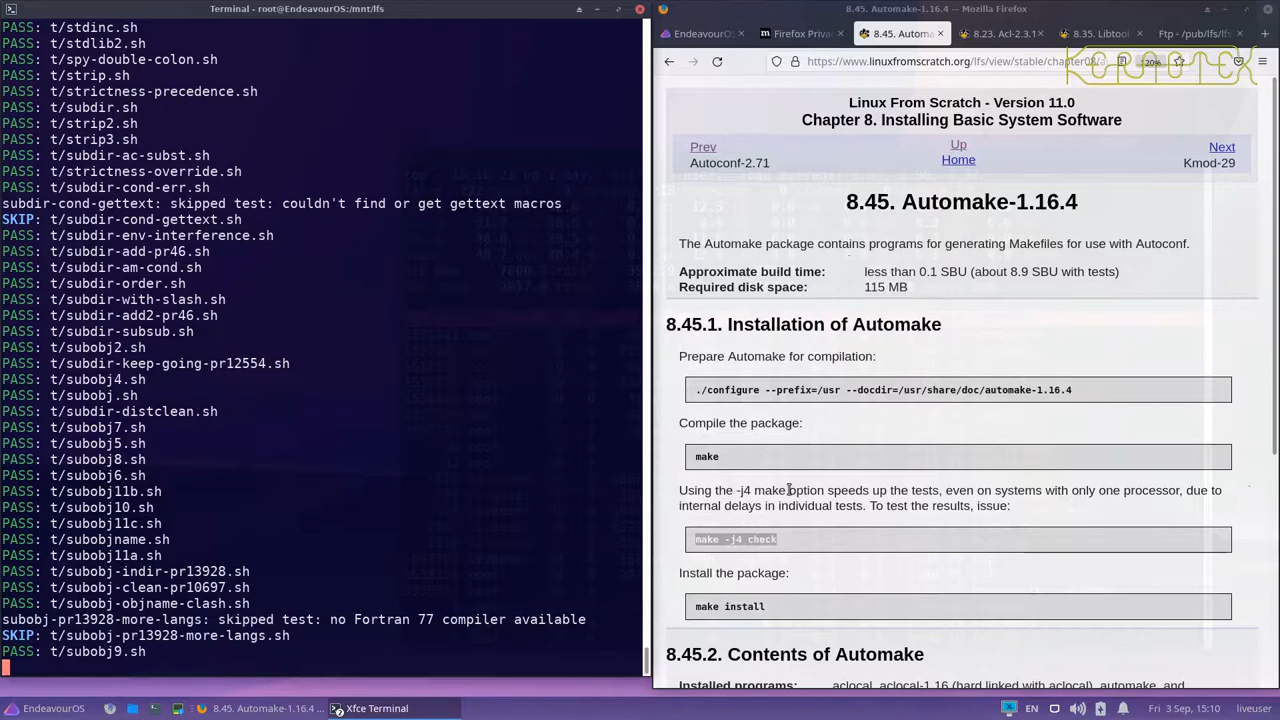 Terminal - root@EndeavourOS:/mnt/lfs
PASS: t/stdinc.sh
PASS: t/stdlib2.sh
PASS: t/spy-double-colon.sh
PASS: t/strip.sh
PASS: t/strictness-precedence.sh
PASS: t/subdir.sh
PASS: t/strip2.sh
PASS: t/strip3.sh
PASS: t/subdir-ac-subst.sh
PASS: t/strictness-override.sh
PASS: t/subdir-cond-err.sh
subdir-cond-gettext: skipped test: couldn't find or get gettext macros
SKIP: t/subdir-cond-gettext.sh
PASS: t/subdir-env-interference.sh
PASS: t/subdir-add-pr46.sh
PASS: t/subdir-am-cond.sh
PASS: t/subdir-order.sh
PASS: t/subdir-with-slash.sh
PASS: t/subdir-add2-pr46.sh
PASS: t/subdir-subsub.sh
PASS: t/subobj2.sh
PASS: t/subdir-keep-going-pr12554.sh
PASS: t/subobj4.sh
PASS: t/subobj.sh
PASS: t/subdir-distclean.sh
PASS: t/subobj7.sh
PASS: t/subobj5.sh
PASS: t/subobj8.sh
PASS: t/subobj6.sh
PASS: t/subobj11b.sh
PASS: t/subobj10.sh
PASS: t/subobj11c.sh
PASS: t/subobjname.sh
PASS: t/subobj11a.sh
PASS: t/subobj-indir-pr13928.sh
PASS: t/subobj-clean-pr10697.sh
PASS: t/subobj-objname-clash.sh
subobj-pr13928-more-langs: skipped test: no Fortran 77 compiler available
SKIP: t/subobj-pr13928-more-langs.sh
PASS: t/subobj9.sh
8.45. Automake-1.16.4 — Mozilla Firefox
EndeavourOS
Firefox Priva
8.45. Automa
8.23. Acl-2.3.1
8.35. Libtool
Ftp - /pub/lfs/lfs
https://www.linuxfromscratch.org/lfs/view/stable/chapter08/a
120%
Linux From Scratch - Version 11.0
Chapter 8. Installing Basic System Software
Prev
Up
Next
Autoconf-2.71
Home
Kmod-29
8.45. Automake-1.16.4
The Automake package contains programs for generating Makefiles for use with Autoconf.
Approximate build time: less than 0.1 SBU (about 8.9 SBU with tests)
Required disk space: 115 MB
8.45.1. Installation of Automake
Prepare Automake for compilation:
./configure --prefix=/usr --docdir=/usr/share/doc/automake-1.16.4
Compile the package:
make
Using the -j4 make option speeds up the tests, even on systems with only one processor, due to
internal delays in individual tests. To test the results, issue:
make -j4 check
Install the package:
make install
8.45.2. Contents of Automake
Installed programs: aclocal, aclocal-1.16 (hard linked with aclocal), automake, and
EndeavourOS
8.45. Automake-1.16.4 ...
Xfce Terminal
EN
Fri 3 Sep, 15:10
liveuser